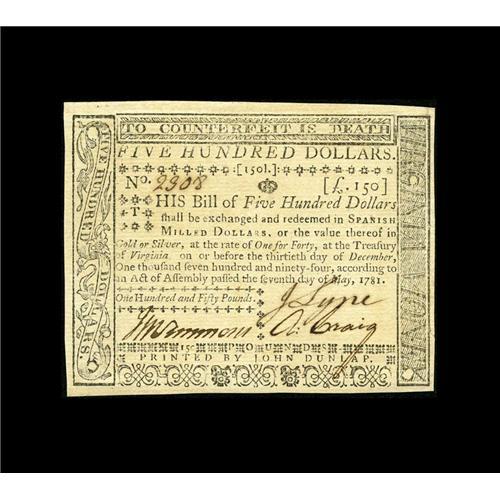 TO COUNTERFEIT IS DEATH
FIVE HUNDRED DOLLARS.
[150l.]
No. 2908 [£. 150]
THIS Bill of Five Hundred Dollars
shall be exchanged and redeemed in SPANISH
MILLED DOLLARS, or the value thereof in
Gold or Silver, at the rate of One for Forty, at the Treasury
of Virginia on or before the thirtieth day of December,
One thousand seven hundred and ninety-four, according to
an Act of Assembly passed the seventh day of May, 1781.
One Hundred and Fifty Pounds.
J. Lyne
A. Craig
150 POUNDS
PRINTED BY JOHN DUNLAP.
FIVE HUNDRED DOLLARS